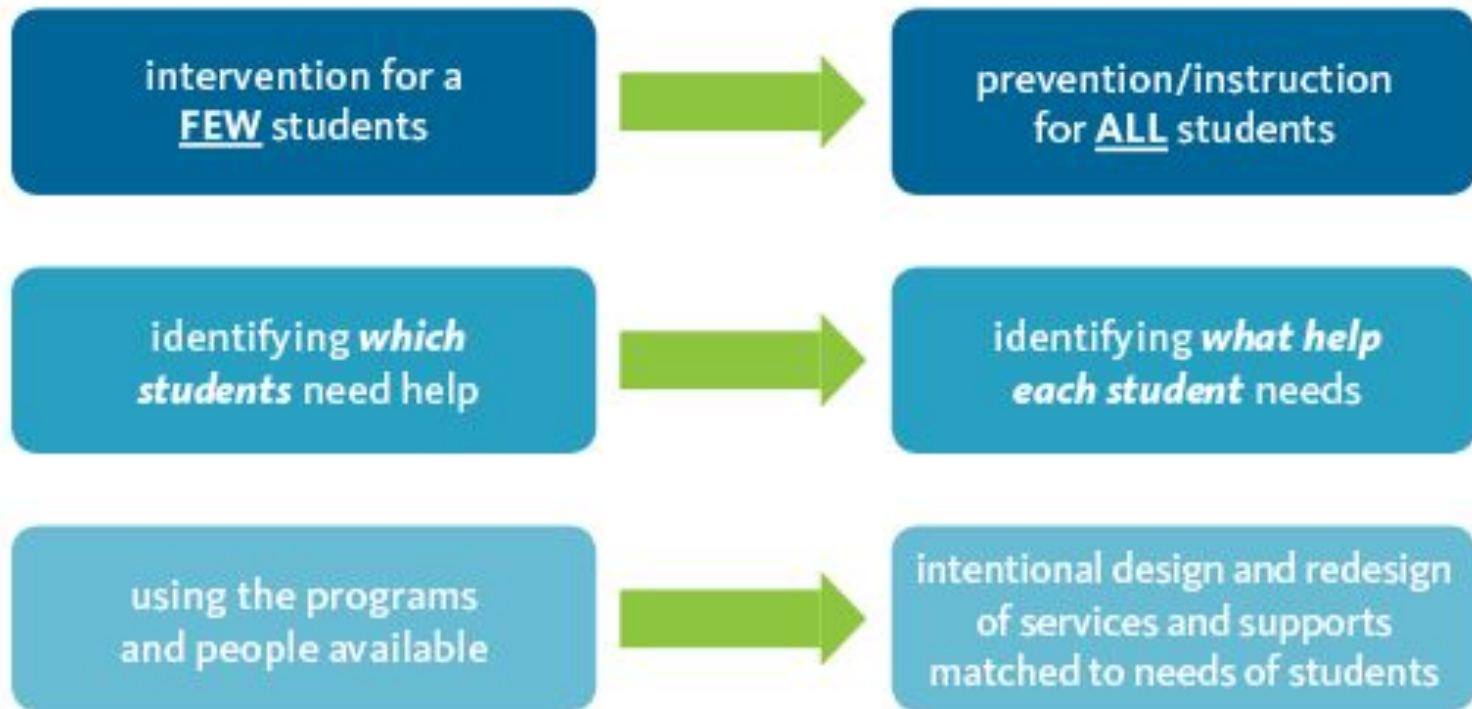 intervention for a
FEW students
prevention/instruction
for ALL students
identifying which
students need help
identifying what help
each student needs
using the programs
and people available
intentional design and redesign
of services and supports
matched to needs of students